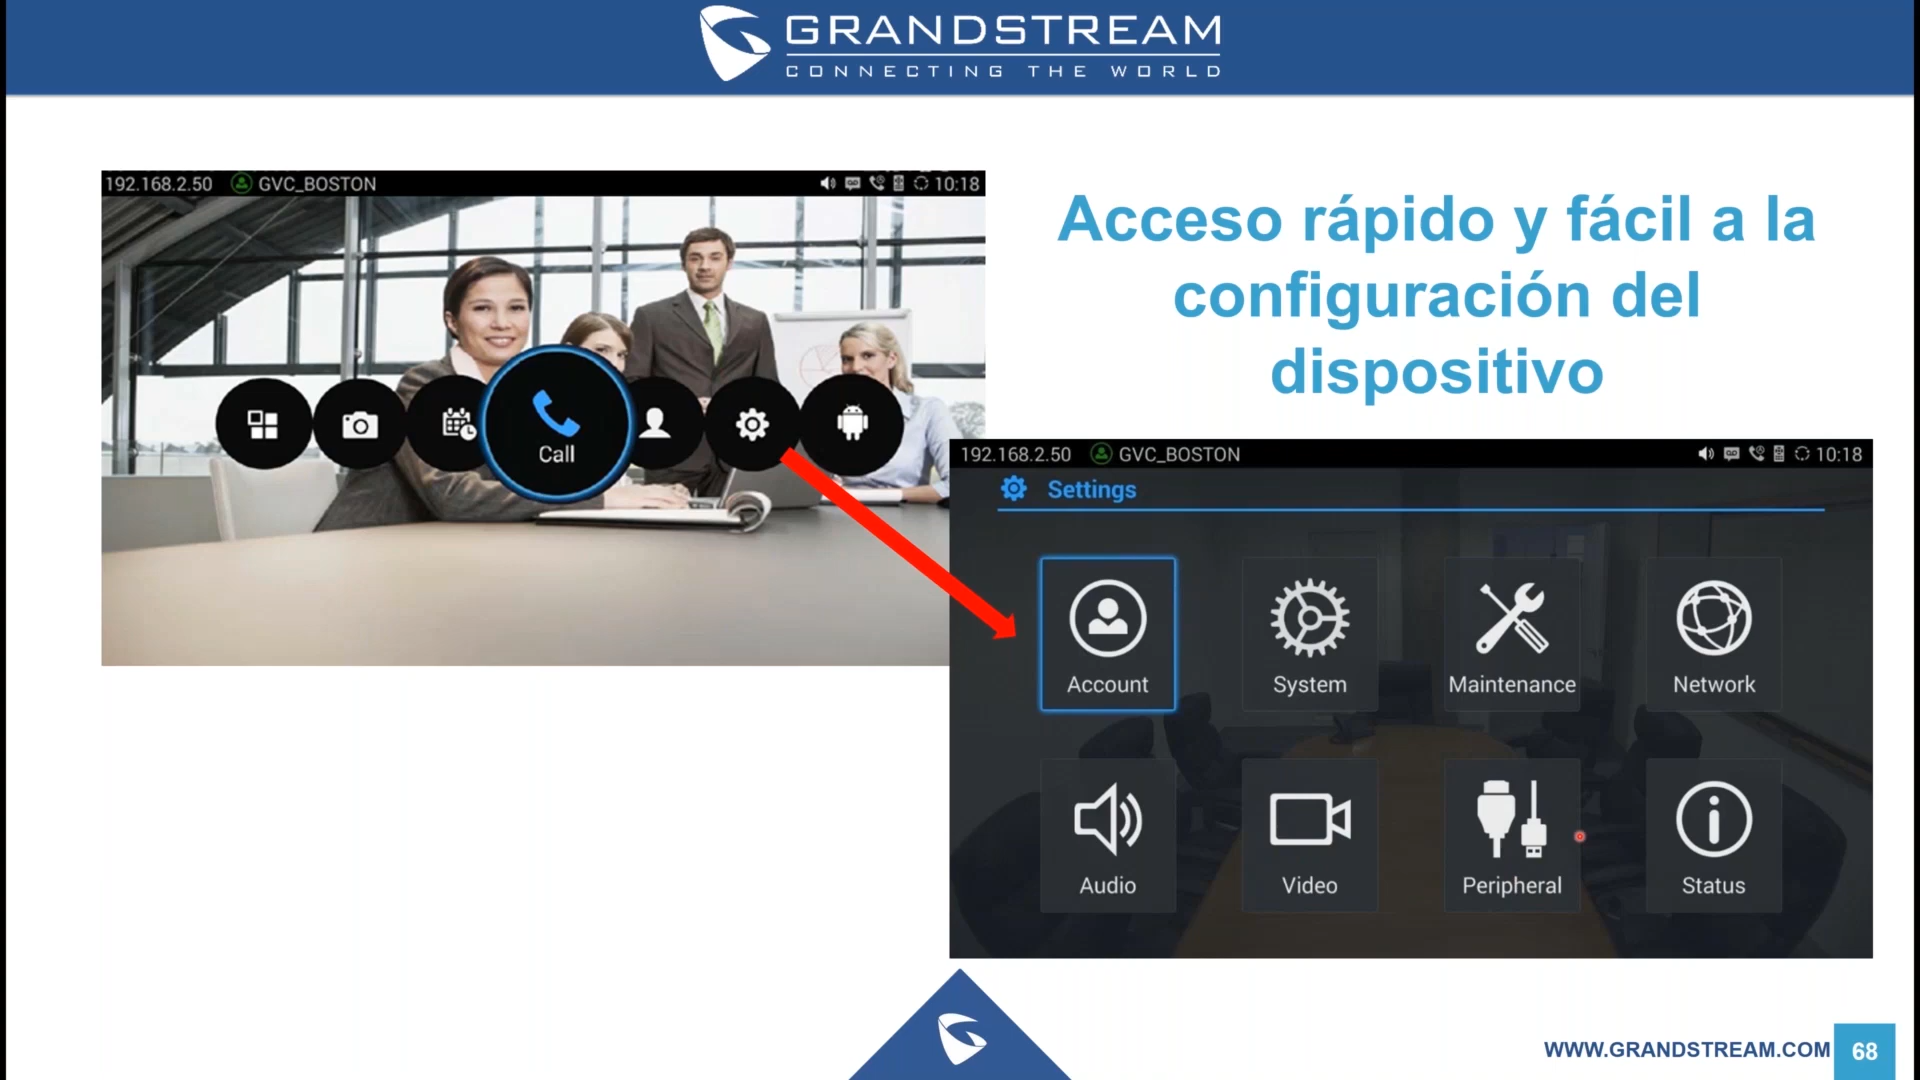 GRANDSTREAM
CONNECTING THE WORLD
192.168.2.50 GVC_BOSTON 10:18
Call
Acceso rápido y fácil a la
configuración del
dispositivo
192.168.2.50 GVC_BOSTON 10:18
Settings
Account System Maintenance Network
Audio Video Peripheral Status
WWW.GRANDSTREAM.COM 68